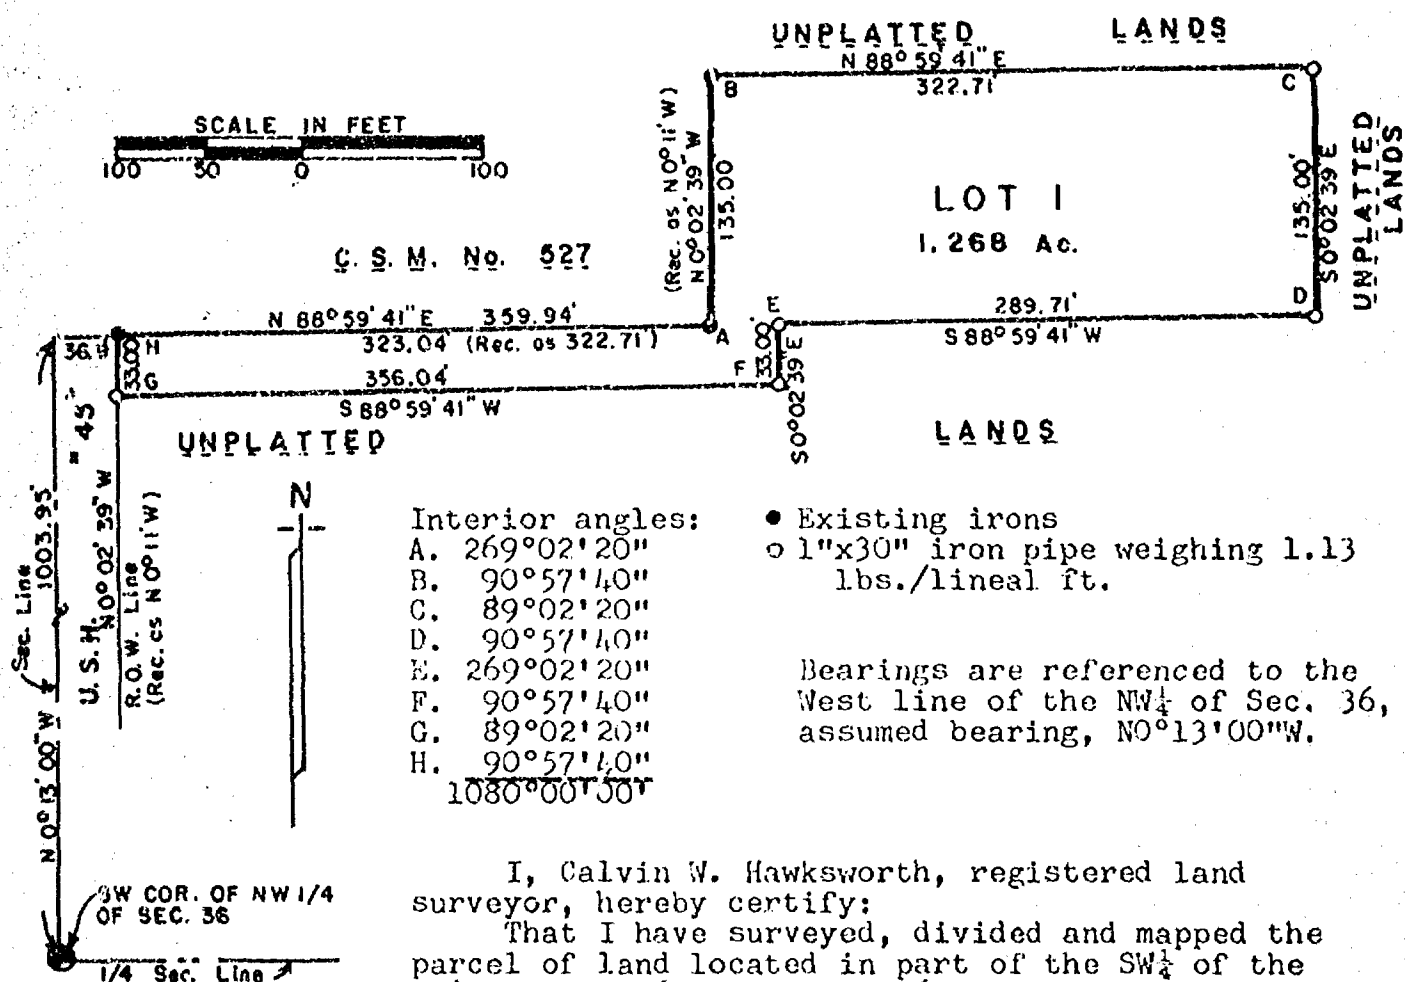 UNPLATTED LANDS
N 88° 59' 41" E
322.71'
B
C
(Rec. as N0° 11' W)
N 0° 02' 39" W
135.00
LOT 1
1.268 Ac.
135.00'
S0° 02' 39" E
UNPLATTED
LANDS
SCALE IN FEET
100 50 0 100
C. S. M. No. 527
N 88° 59' 41" E 359.94'
323.04' (Rec. as 322.71')
A
E
289.71'
D
S 88° 59' 41" W
36.
H
33.00
G
356.04'
S 88° 59' 41" W
F
33.00
S0° 02' 39" E
UNPLATTED
LANDS
Sec. Line
1003.95'
N 0° 13' 00" W
U. S. H. "45"
N0° 02' 39" W
R.O.W. Line
(Rec. as N 0° 11' W)
N
Interior angles:
A. 269°02'20"
B. 90°57'40"
C. 89°02'20"
D. 90°57'40"
E. 269°02'20"
F. 90°57'40"
G. 89°02'20"
H. 90°57'40"
1080°00'00"
Existing irons
1"x30" iron pipe weighing 1.13
lbs./lineal ft.
Bearings are referenced to the
West line of the NW¼ of Sec. 36,
assumed bearing, N0°13'00"W.
SW COR. OF NW 1/4
OF SEC. 36
1/4 Sec. Line
I, Calvin W. Hawksworth, registered land
surveyor, hereby certify:
That I have surveyed, divided and mapped the
parcel of land located in part of the SW¼ of the